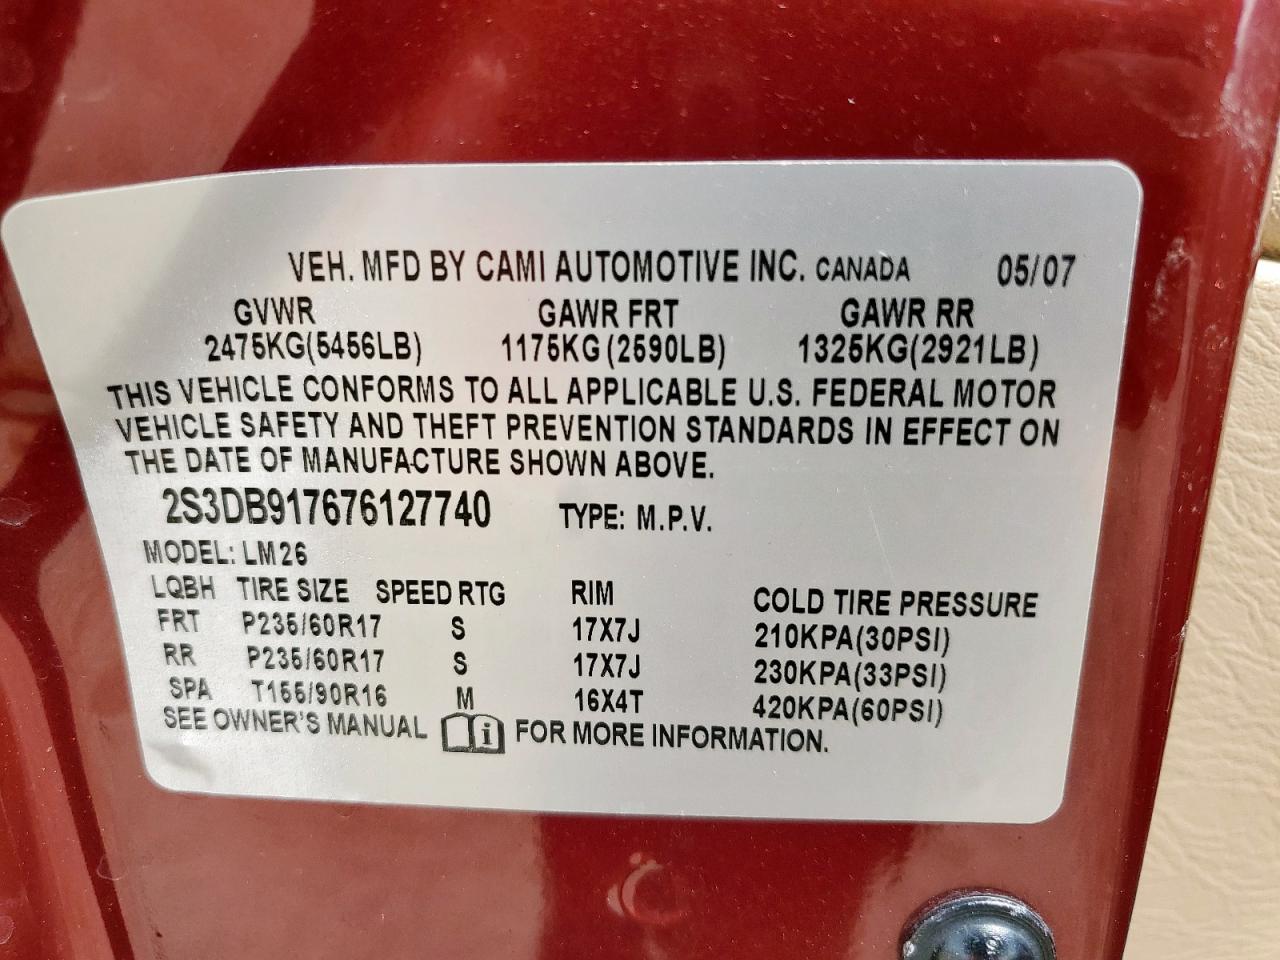 VEH. MFD BY CAMI AUTOMOTIVE INC. CANADA 05/07
GVWR GAWR FRT GAWR RR
2475KG(5456LB) 1175KG(2590LB) 1325KG(2921LB)
THIS VEHICLE CONFORMS TO ALL APPLICABLE U.S. FEDERAL MOTOR
VEHICLE SAFETY AND THEFT PREVENTION STANDARDS IN EFFECT ON
THE DATE OF MANUFACTURE SHOWN ABOVE.
2S3DB917676127740 TYPE: M.P.V.
MODEL: LM26
LQBH TIRE SIZE SPEED RTG RIM COLD TIRE PRESSURE
FRT P235/60R17 S 17X7J 210KPA(30PSI)
RR P235/60R17 S 17X7J 230KPA(33PSI)
SPA T155/90R16 M 16X4T 420KPA(60PSI)
SEE OWNER'S MANUAL i FOR MORE INFORMATION.